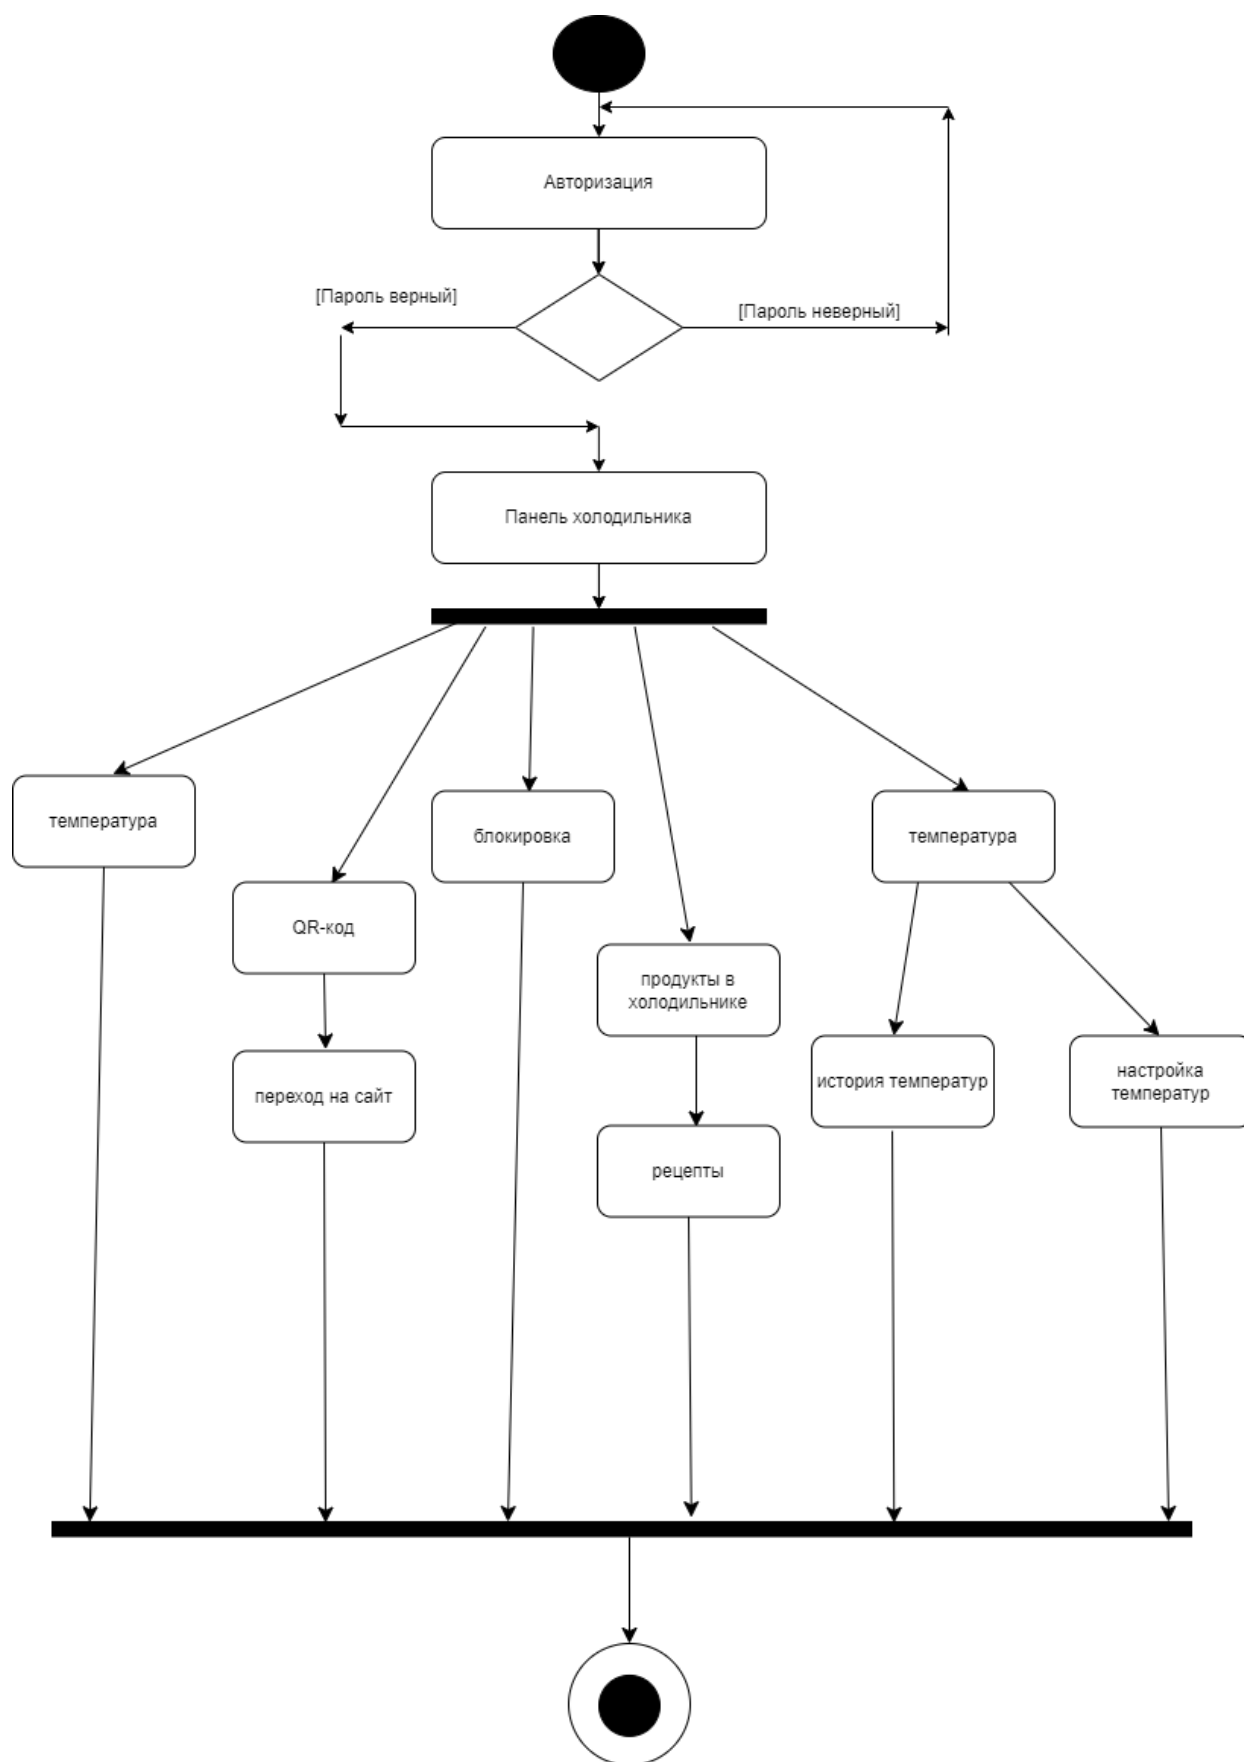 Авторизация
[Пароль верный]
[Пароль неверный]
Панель холодильника
температура
блокировка
температура
QR-код
продукты в
холодильнике
переход на сайт
история температур
настройка
температур
рецепты